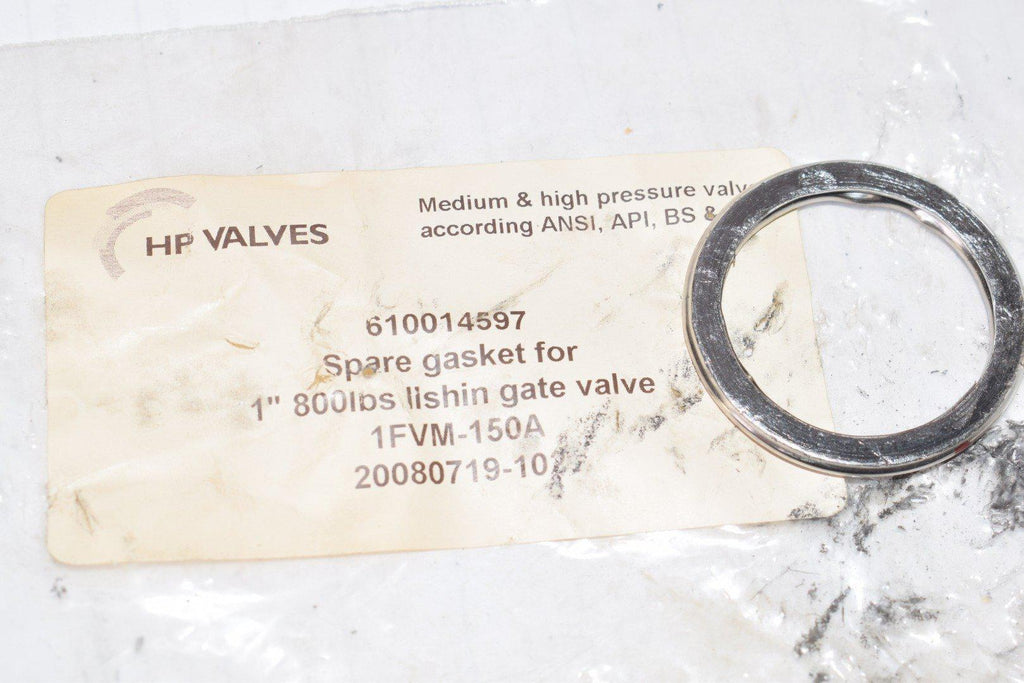 HP VALVES
Medium & high pressure
according ANSI, API, BS &
610014597
Spare gasket for
1" 800lbs lishin gate valve
1FVM-150A
20080719-10